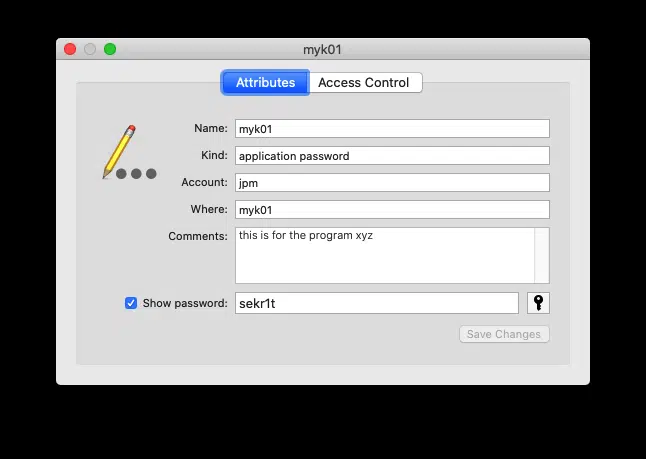 myk01
Attributes Access Control
Name: myk01
Kind: application password
Account: jpm
Where: myk01
Comments: this is for the program xyz
Show password: sekr1t
Save Changes